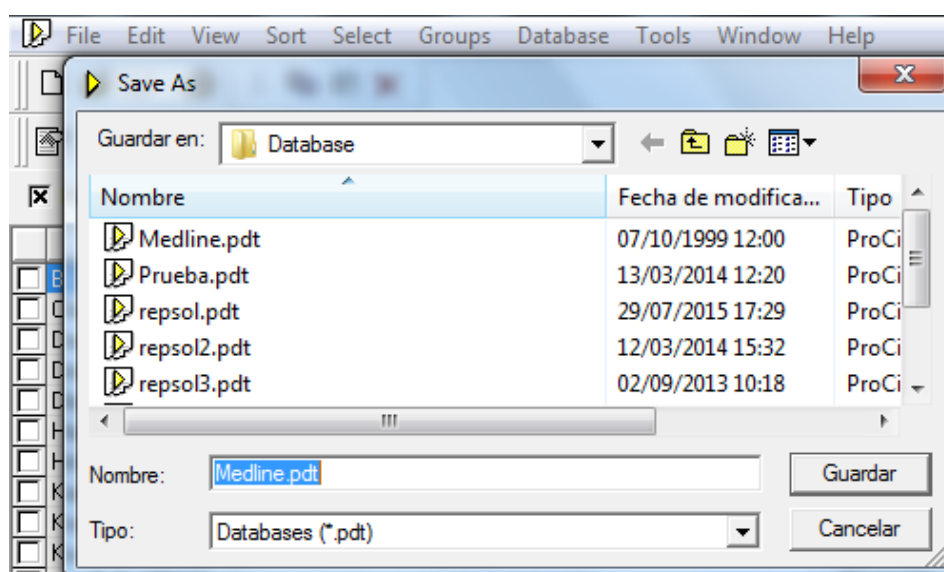 File Edit View Sort Select Groups Database Tools Window Help
Save As
Guardar en: Database
Nombre Fecha de modifica... Tipo
Medline.pdt 07/10/1999 12:00 ProCi
Prueba.pdt 13/03/2014 12:20 ProCi
repsol.pdt 29/07/2015 17:29 ProCi
repsol2.pdt 12/03/2014 15:32 ProCi
repsol3.pdt 02/09/2013 10:18 ProCi
Nombre: Medline.pdt Guardar
Tipo: Databases (*.pdt) Cancelar